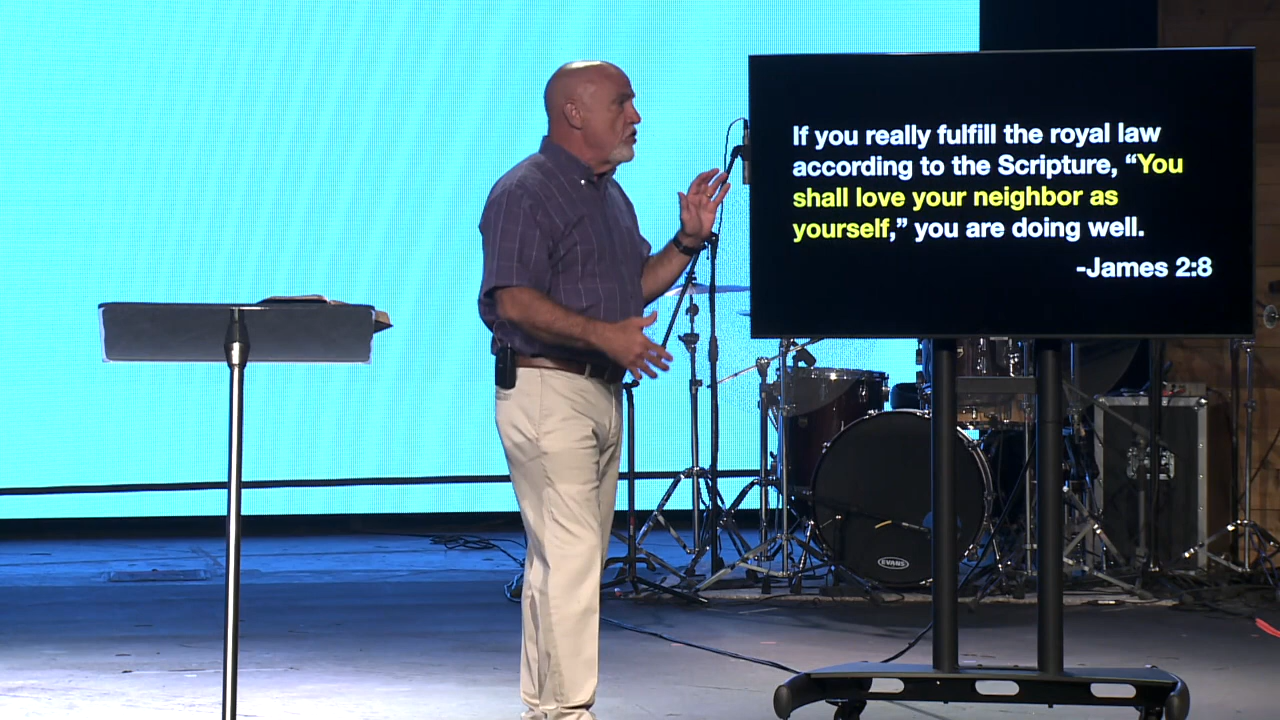 If you really fulfill the royal law
according to the Scripture, “You
shall love your neighbor as
yourself,” you are doing well.
-James 2:8
EVANS